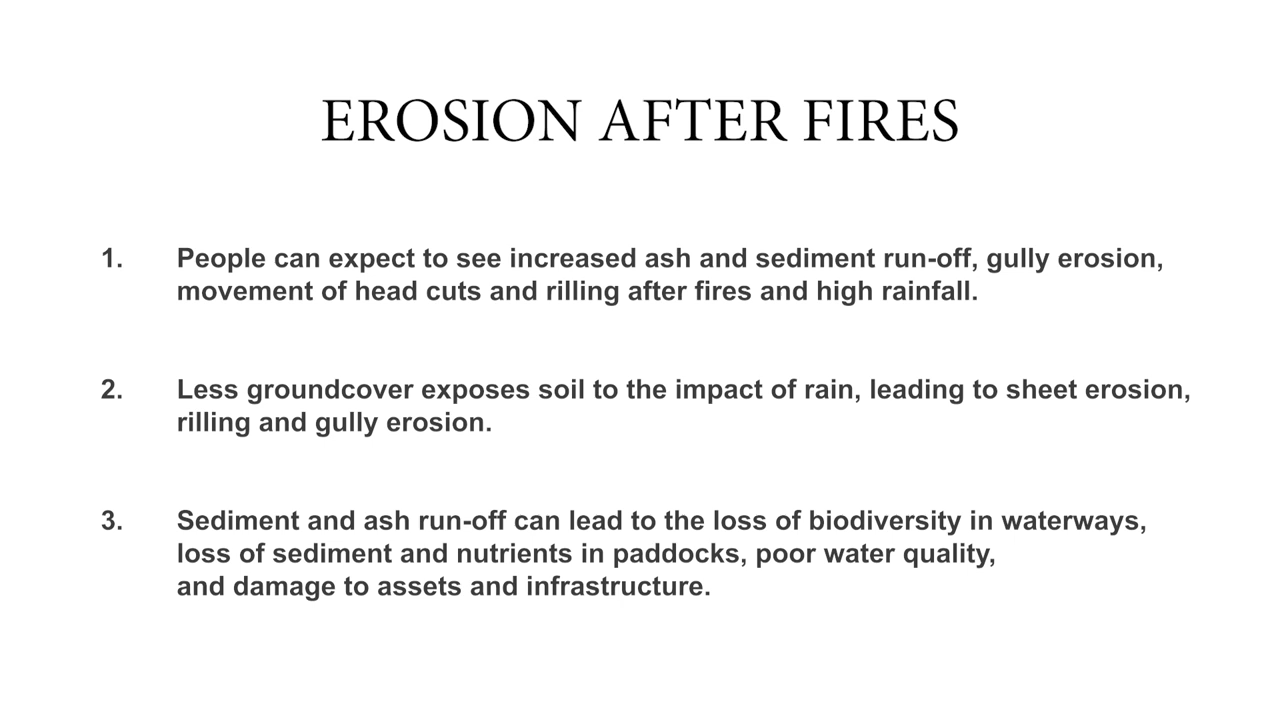 EROSION AFTER FIRES
1. People can expect to see increased ash and sediment run-off, gully erosion,
movement of head cuts and rilling after fires and high rainfall.
2. Less groundcover exposes soil to the impact of rain, leading to sheet erosion,
rilling and gully erosion.
3. Sediment and ash run-off can lead to the loss of biodiversity in waterways,
loss of sediment and nutrients in paddocks, poor water quality,
and damage to assets and infrastructure.